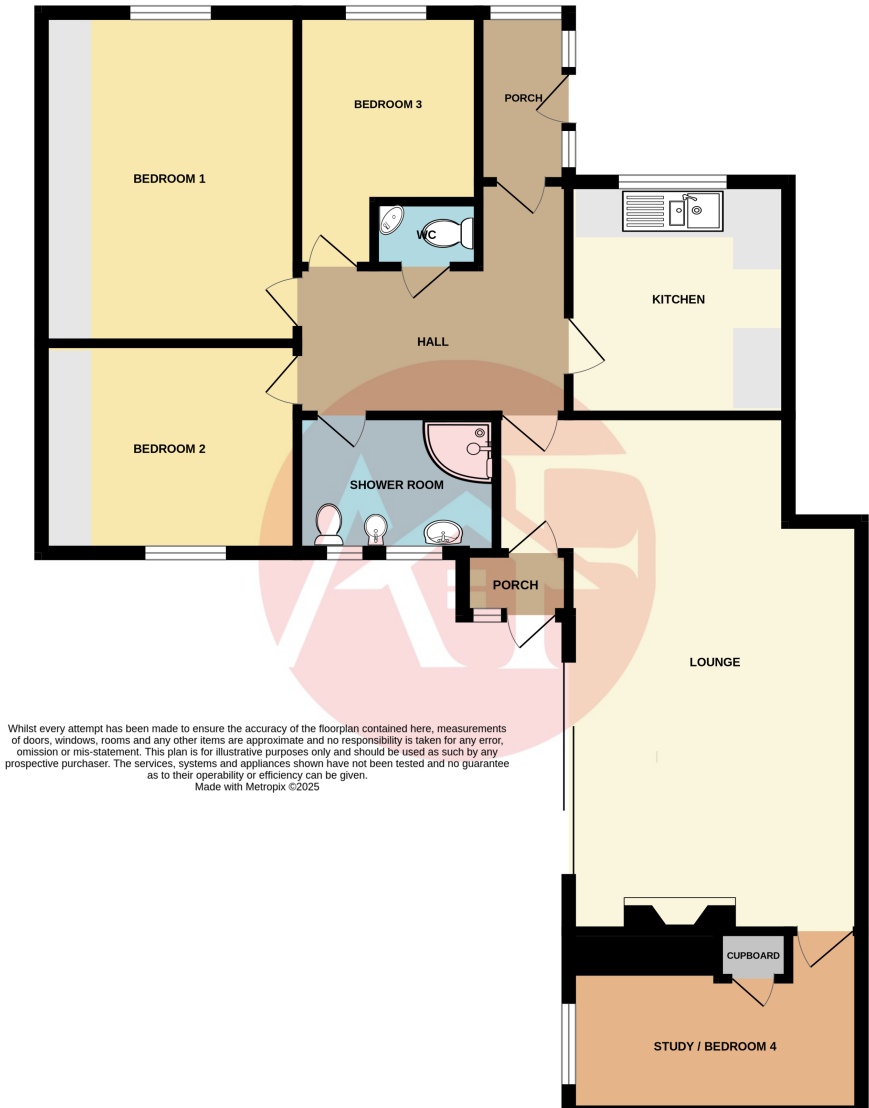 BEDROOM 1
BEDROOM 3
PORCH
WC
KITCHEN
HALL
BEDROOM 2
SHOWER ROOM
PORCH
LOUNGE
CUPBOARD
STUDY / BEDROOM 4
Whilst every attempt has been made to ensure the accuracy of the floorplan contained here, measurements
of doors, windows, rooms and any other items are approximate and no responsibility is taken for any error,
omission or mis-statement. This plan is for illustrative purposes only and should be used as such by any
prospective purchaser. The services, systems and appliances shown have not been tested and no guarantee
as to their operability or efficiency can be given.
Made with Metropix ©2025